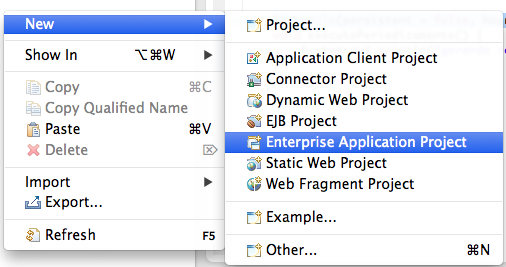 New
Show In ⌥⌘W
Copy ⌘C
Copy Qualified Name
Paste ⌘V
Delete ⌦
Import
Export...
Refresh F5
Project...
Application Client Project
Connector Project
Dynamic Web Project
EJB Project
Enterprise Application Project
Static Web Project
Web Fragment Project
Example...
Other... ⌘N